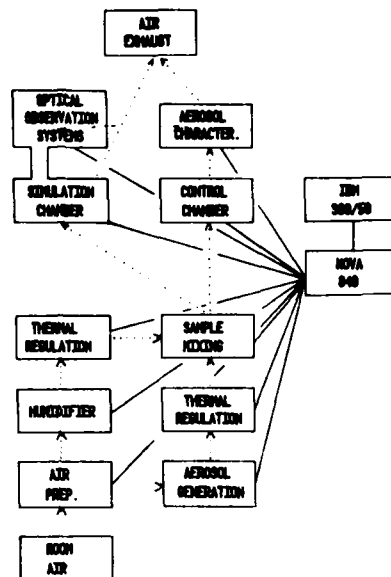 AIR
EXHAUST
OPTICAL
OBSERVATION
SYSTEMS
AEROSOL
CHARACTER.
SIMULATION
CHAMBER
CONTROL
CHAMBER
IBM
360/50
NOVA
840
THERMAL
REGULATION
SAMPLE
MIXING
HUMIDIFIER
THERMAL
REGULATION
AIR
PREP.
AEROSOL
GENERATION
ROOM
AIR